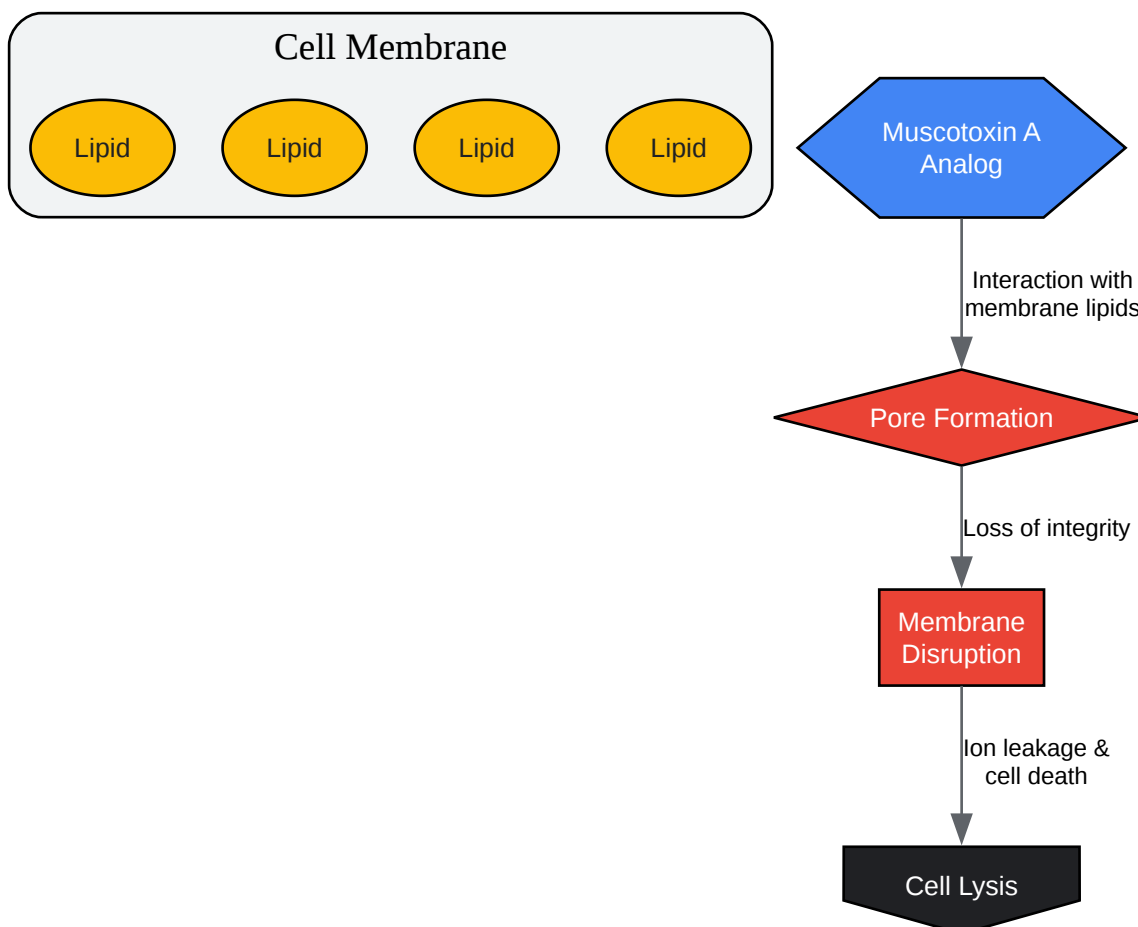 Cell Membrane
Lipid
Lipid
Lipid
Lipid
Muscotoxin A
Analog
Interaction with
membrane lipids
Pore Formation
Loss of integrity
Membrane
Disruption
Ion leakage &
cell death
Cell Lysis